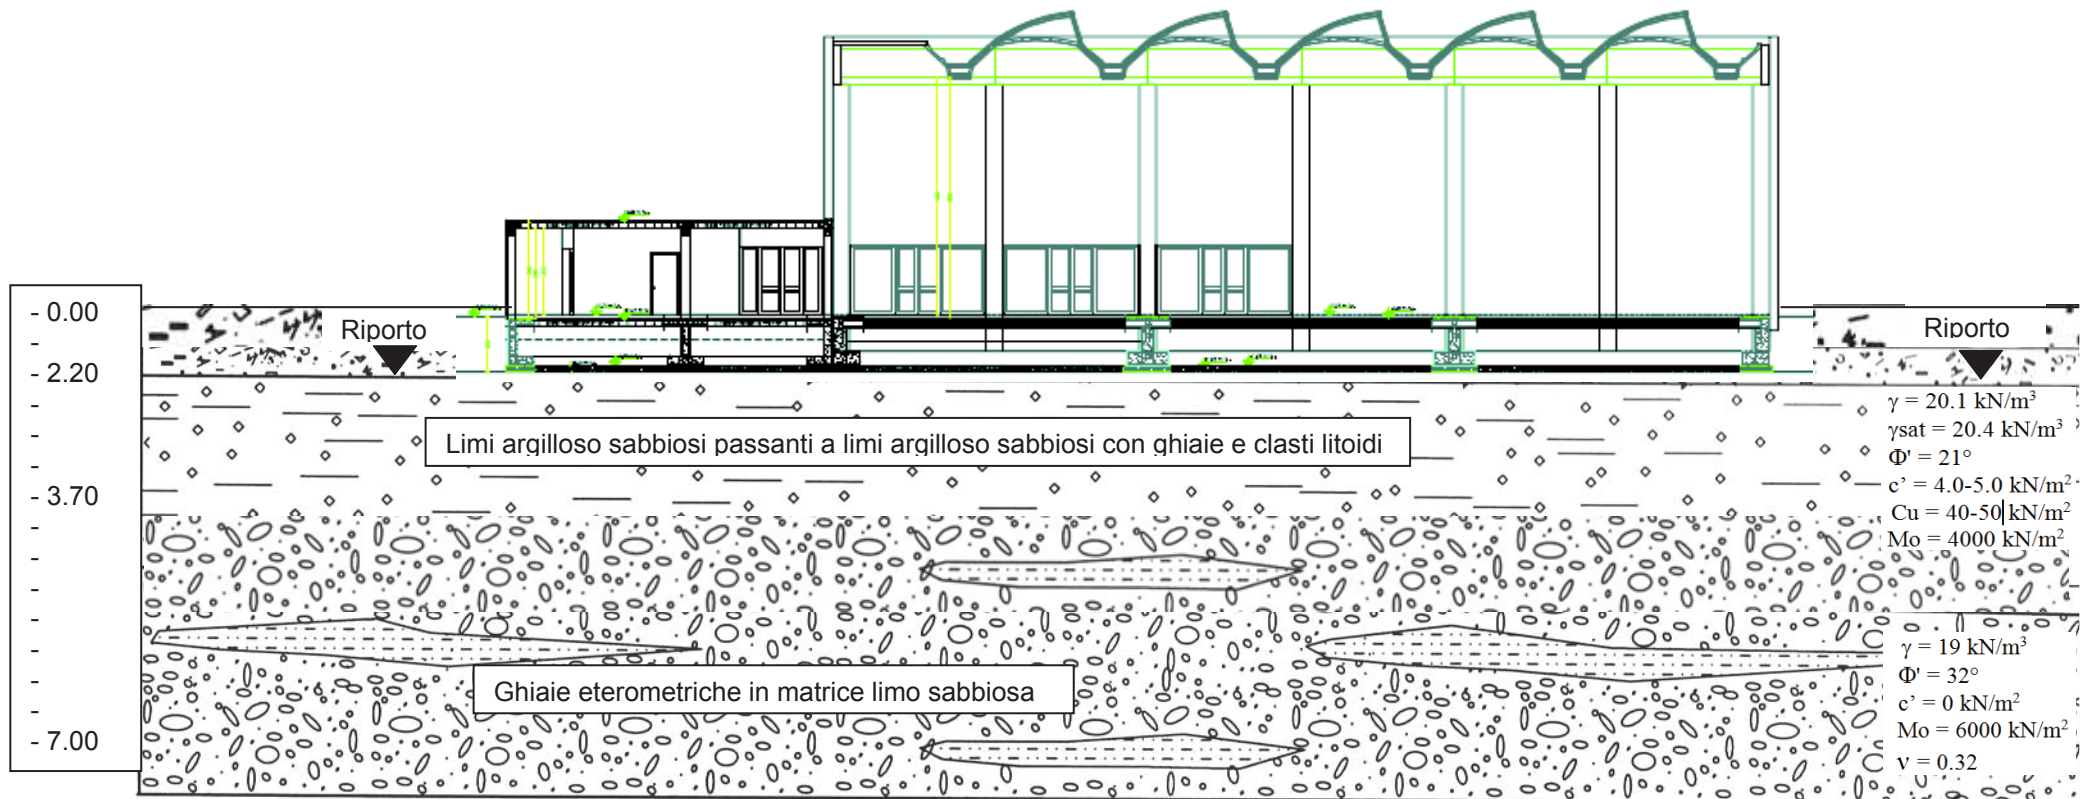 - 0.00
-
- 2.20
-
-
-
- 3.70
-
-
-
-
-
-
-
- 7.00
Riporto
Riporto
Limi argilloso sabbiosi passanti a limi argilloso sabbiosi con ghiaie e clasti litoidi
γ = 20.1 kN/m³
γsat = 20.4 kN/m³
Φ' = 21°
c’ = 4.0-5.0 kN/m²
Cu = 40-50 kN/m²
Mo = 4000 kN/m²
Ghiaie eterometriche in matrice limo sabbiosa
γ = 19 kN/m³
Φ' = 32°
c’ = 0 kN/m²
Mo = 6000 kN/m²
ν = 0.32